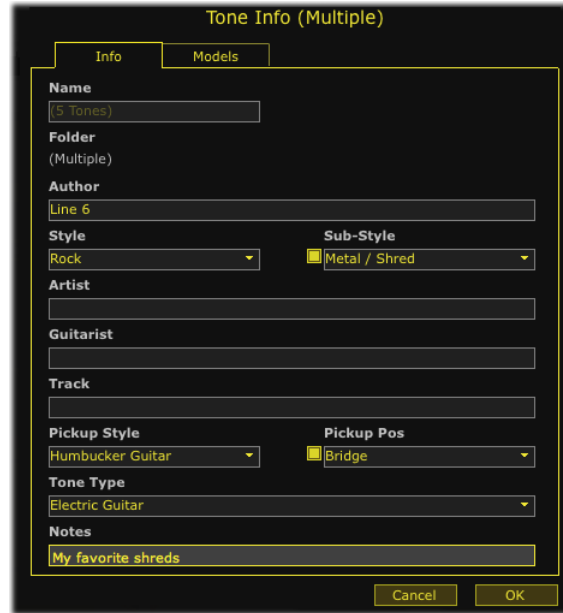 Tone Info (Multiple)
Info Models
Name
(5 Tones)
Folder
(Multiple)
Author
Line 6
Style Sub-Style
Rock Metal / Shred
Artist
Guitarist
Track
Pickup Style Pickup Pos
Humbucker Guitar Bridge
Tone Type
Electric Guitar
Notes
My favorite shreds
Cancel OK